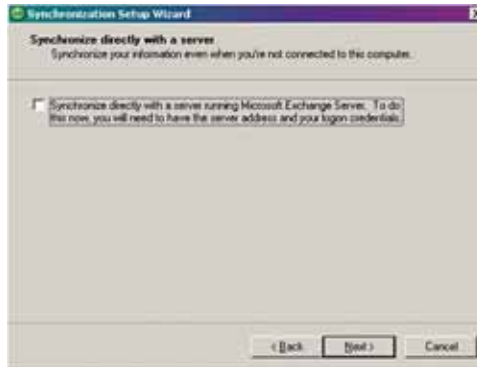 Synchronization Setup Wizard
Synchronize directly with a server
Synchronize your information even when you're not connected to this computer.
Synchronize directly with a server running Microsoft Exchange Server. To do
this now, you will need to have the server address and your logon credentials.
< Back
Next >
Cancel